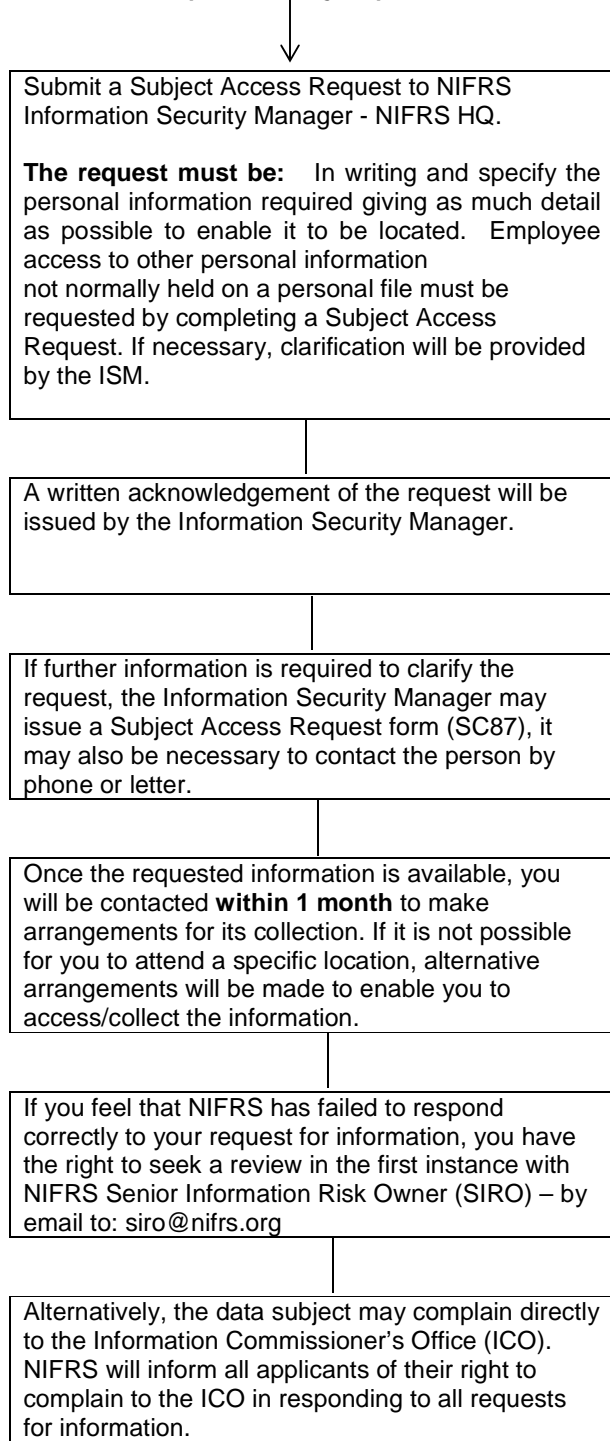 Submit a Subject Access Request to NIFRS
Information Security Manager - NIFRS HQ.
The request must be: In writing and specify the
personal information required giving as much detail
as possible to enable it to be located. Employee
access to other personal information
not normally held on a personal file must be
requested by completing a Subject Access
Request. If necessary, clarification will be provided
by the ISM.
A written acknowledgement of the request will be
issued by the Information Security Manager.
If further information is required to clarify the
request, the Information Security Manager may
issue a Subject Access Request form (SC87), it
may also be necessary to contact the person by
phone or letter.
Once the requested information is available, you
will be contacted within 1 month to make
arrangements for its collection. If it is not possible
for you to attend a specific location, alternative
arrangements will be made to enable you to
access/collect the information.
If you feel that NIFRS has failed to respond
correctly to your request for information, you have
the right to seek a review in the first instance with
NIFRS Senior Information Risk Owner (SIRO) – by
email to: siro@nifrs.org
Alternatively, the data subject may complain directly
to the Information Commissioner's Office (ICO).
NIFRS will inform all applicants of their right to
complain to the ICO in responding to all requests
for information.